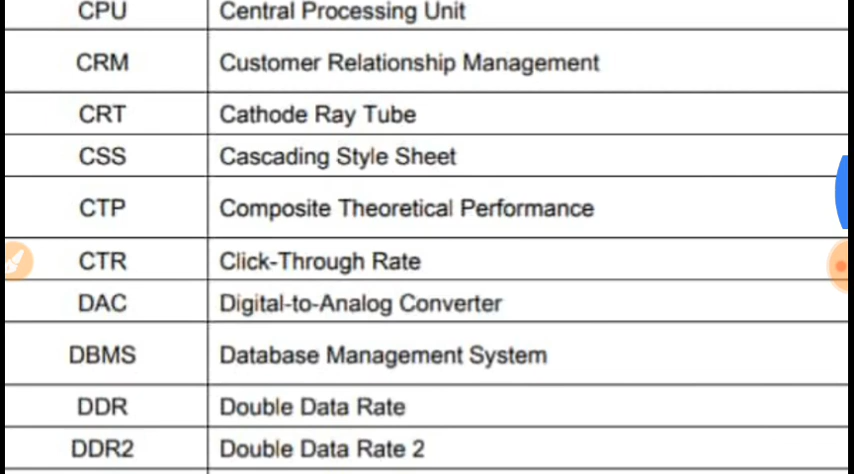 CPU Central Processing Unit
CRM Customer Relationship Management
CRT Cathode Ray Tube
CSS Cascading Style Sheet
CTP Composite Theoretical Performance
CTR Click-Through Rate
DAC Digital-to-Analog Converter
DBMS Database Management System
DDR Double Data Rate
DDR2 Double Data Rate 2